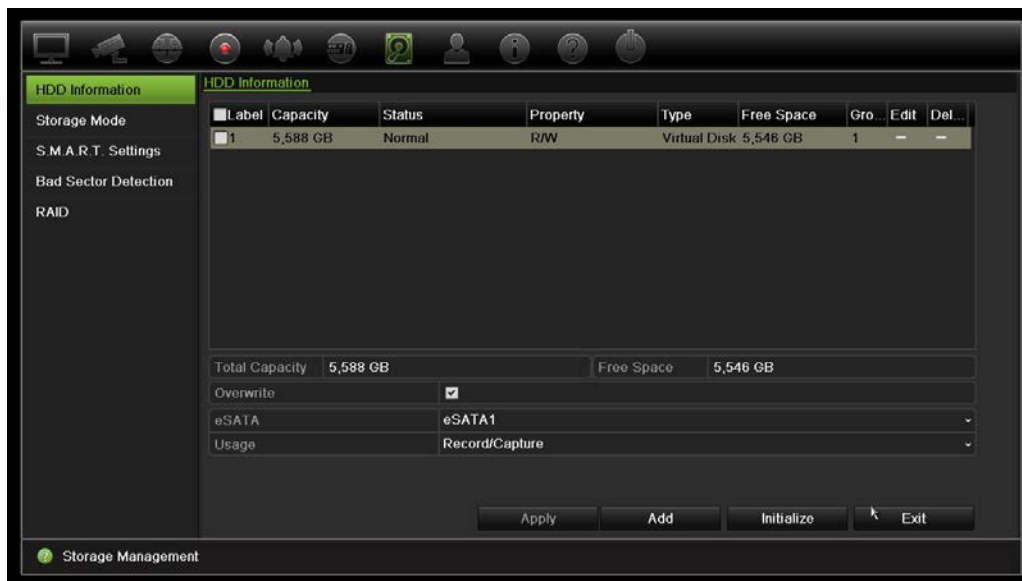 HDD Information
Storage Mode
S.M.A.R.T. Settings
Bad Sector Detection
RAID
HDD Information
Label Capacity Status Property Type Free Space Gro... Edit Del...
1 5,588 GB Normal R/W Virtual Disk 5,546 GB 1 — —
Total Capacity 5,588 GB Free Space 5,546 GB
Overwrite
eSATA eSATA1
Usage Record/Capture
Apply Add Initialize Exit
Storage Management